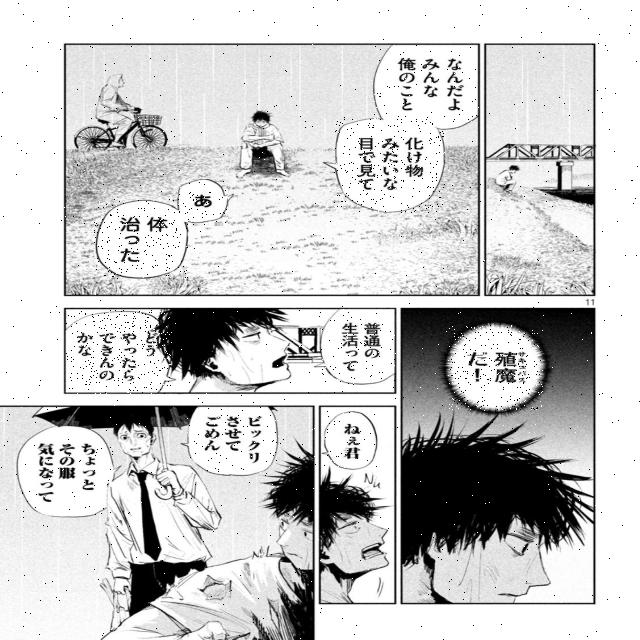 なんだよ
みんな
俺のこと
化け物
みたいな
目で見て
あ
体
治った
11
殖魔
だ!
普通の
生活って
どう
やったら
できんの
かな
ねぇ君
ビックリ
させて
ごめん
ちょっと
その服
気になって